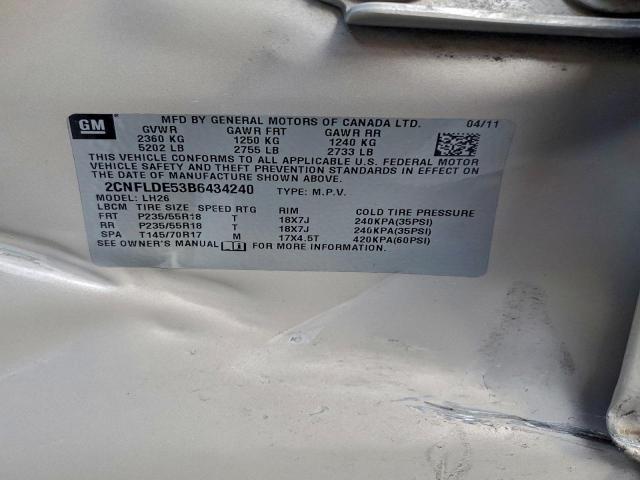 GM
MFD BY GENERAL MOTORS OF CANADA LTD. 04/11
GVWR GAWR FRT GAWR RR
2360 KG 1250 KG 1240 KG
5202 LB 2755 LB 2733 LB
THIS VEHICLE CONFORMS TO ALL APPLICABLE U.S. FEDERAL MOTOR
VEHICLE SAFETY AND THEFT PREVENTION STANDARDS IN EFFECT ON
THE DATE OF MANUFACTURE SHOWN ABOVE.
2CNFLDE53B6434240 TYPE: M.P.V.
MODEL: LH26
LBCM TIRE SIZE SPEED RTG RIM COLD TIRE PRESSURE
FRT P235/55R18 T 18X7J 240KPA(35PSI)
RR P235/55R18 T 18X7J 240KPA(35PSI)
SPA T145/70R17 M 17X4.5T 420KPA(60PSI)
SEE OWNER'S MANUAL FOR MORE INFORMATION.